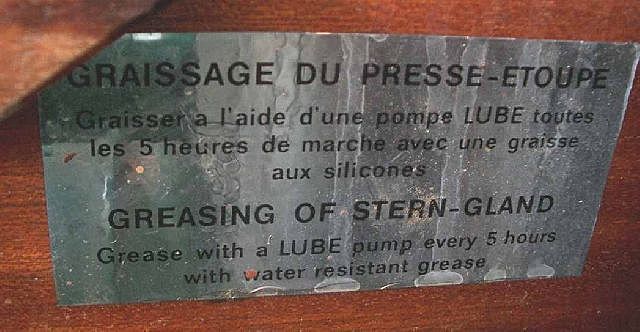 GRAISSAGE DU PRESSE-ETOUPE
Graisser a l'aide d'une pompe LUBE toutes
les 5 heures de marche avec une graisse
aux silicones
GREASING OF STERN-GLAND
Grease with a LUBE pump every 5 hours
with water resistant grease